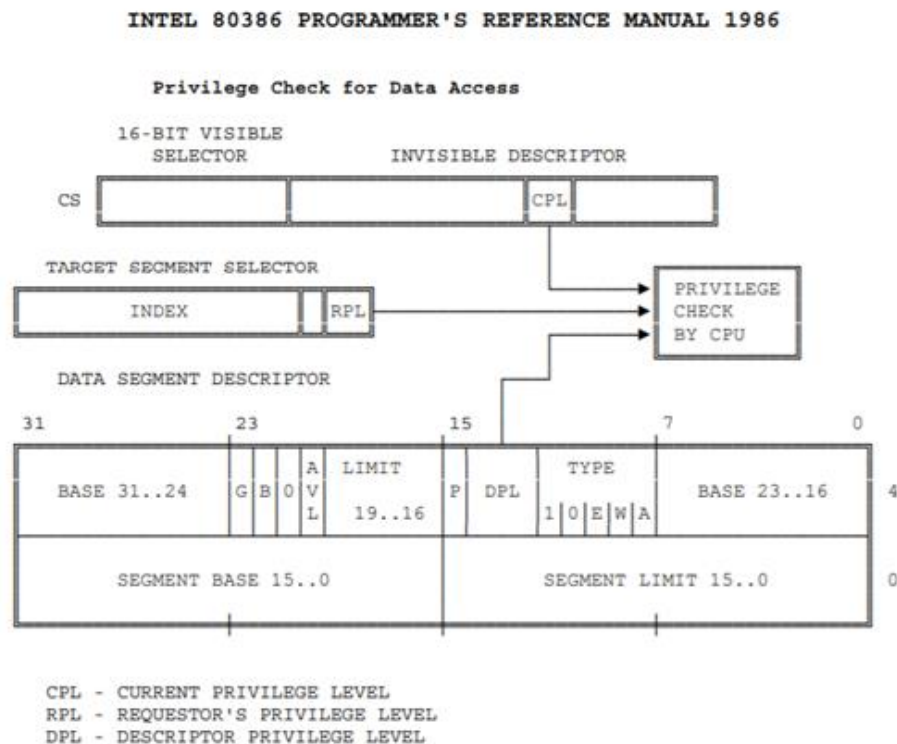 INTEL 80386 PROGRAMMER'S REFERENCE MANUAL 1986
Privilege Check for Data Access
16-BIT VISIBLE
SELECTOR INVISIBLE DESCRIPTOR
CS CPL
TARGET SEGMENT SELECTOR
INDEX RPL
PRIVILEGE
CHECK
BY CPU
DATA SEGMENT DESCRIPTOR
31 23 15 7 0
A LIMIT TYPE
BASE 31..24 G B 0 V P DPL BASE 23..16 4
L 19..16 1 0 E W A
SEGMENT BASE 15..0 SEGMENT LIMIT 15..0 0
CPL - CURRENT PRIVILEGE LEVEL
RPL - REQUESTOR'S PRIVILEGE LEVEL
DPL - DESCRIPTOR PRIVILEGE LEVEL